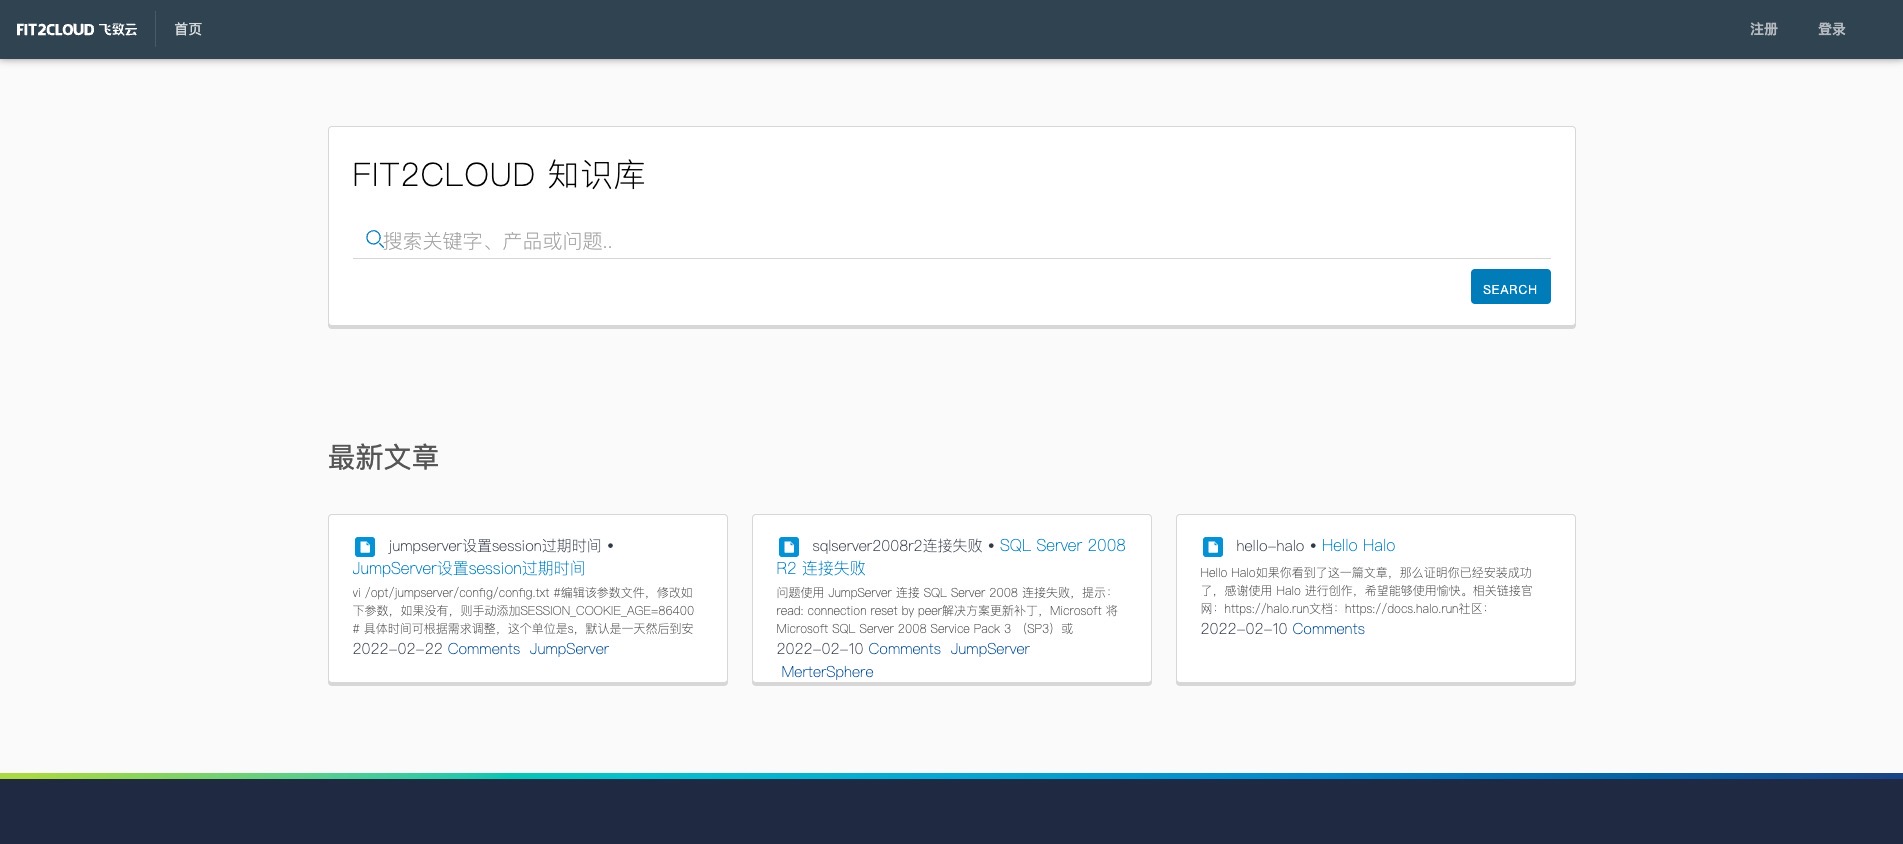 FIT2CLOUD 飞致云 首页 注册 登录
FIT2CLOUD 知识库
搜索关键字、产品或问题..
SEARCH
最新文章
jumpserver设置session过期时间 •
JumpServer设置session过期时间
vi /opt/jumpserver/config/config.txt #编辑该参数文件，修改如
下参数，如果没有，则手动添加SESSION_COOKIE_AGE=86400
# 具体时间可根据需求调整，这个单位是s，默认是一天然后到安
2022-02-22 Comments JumpServer
sqlserver2008r2连接失败 • SQL Server 2008
R2 连接失败
问题使用 JumpServer 连接 SQL Server 2008 连接失败，提示：
read: connection reset by peer解决方案更新补丁，Microsoft 将
Microsoft SQL Server 2008 Service Pack 3 （SP3）或
2022-02-10 Comments JumpServer
MerterSphere
hello-halo • Hello Halo
Hello Halo如果你看到了这一篇文章，那么证明你已经安装成功
了，感谢使用 Halo 进行创作，希望能够使用愉快。相关链接官
网：https://halo.run文档：https://docs.halo.run社区：
2022-02-10 Comments